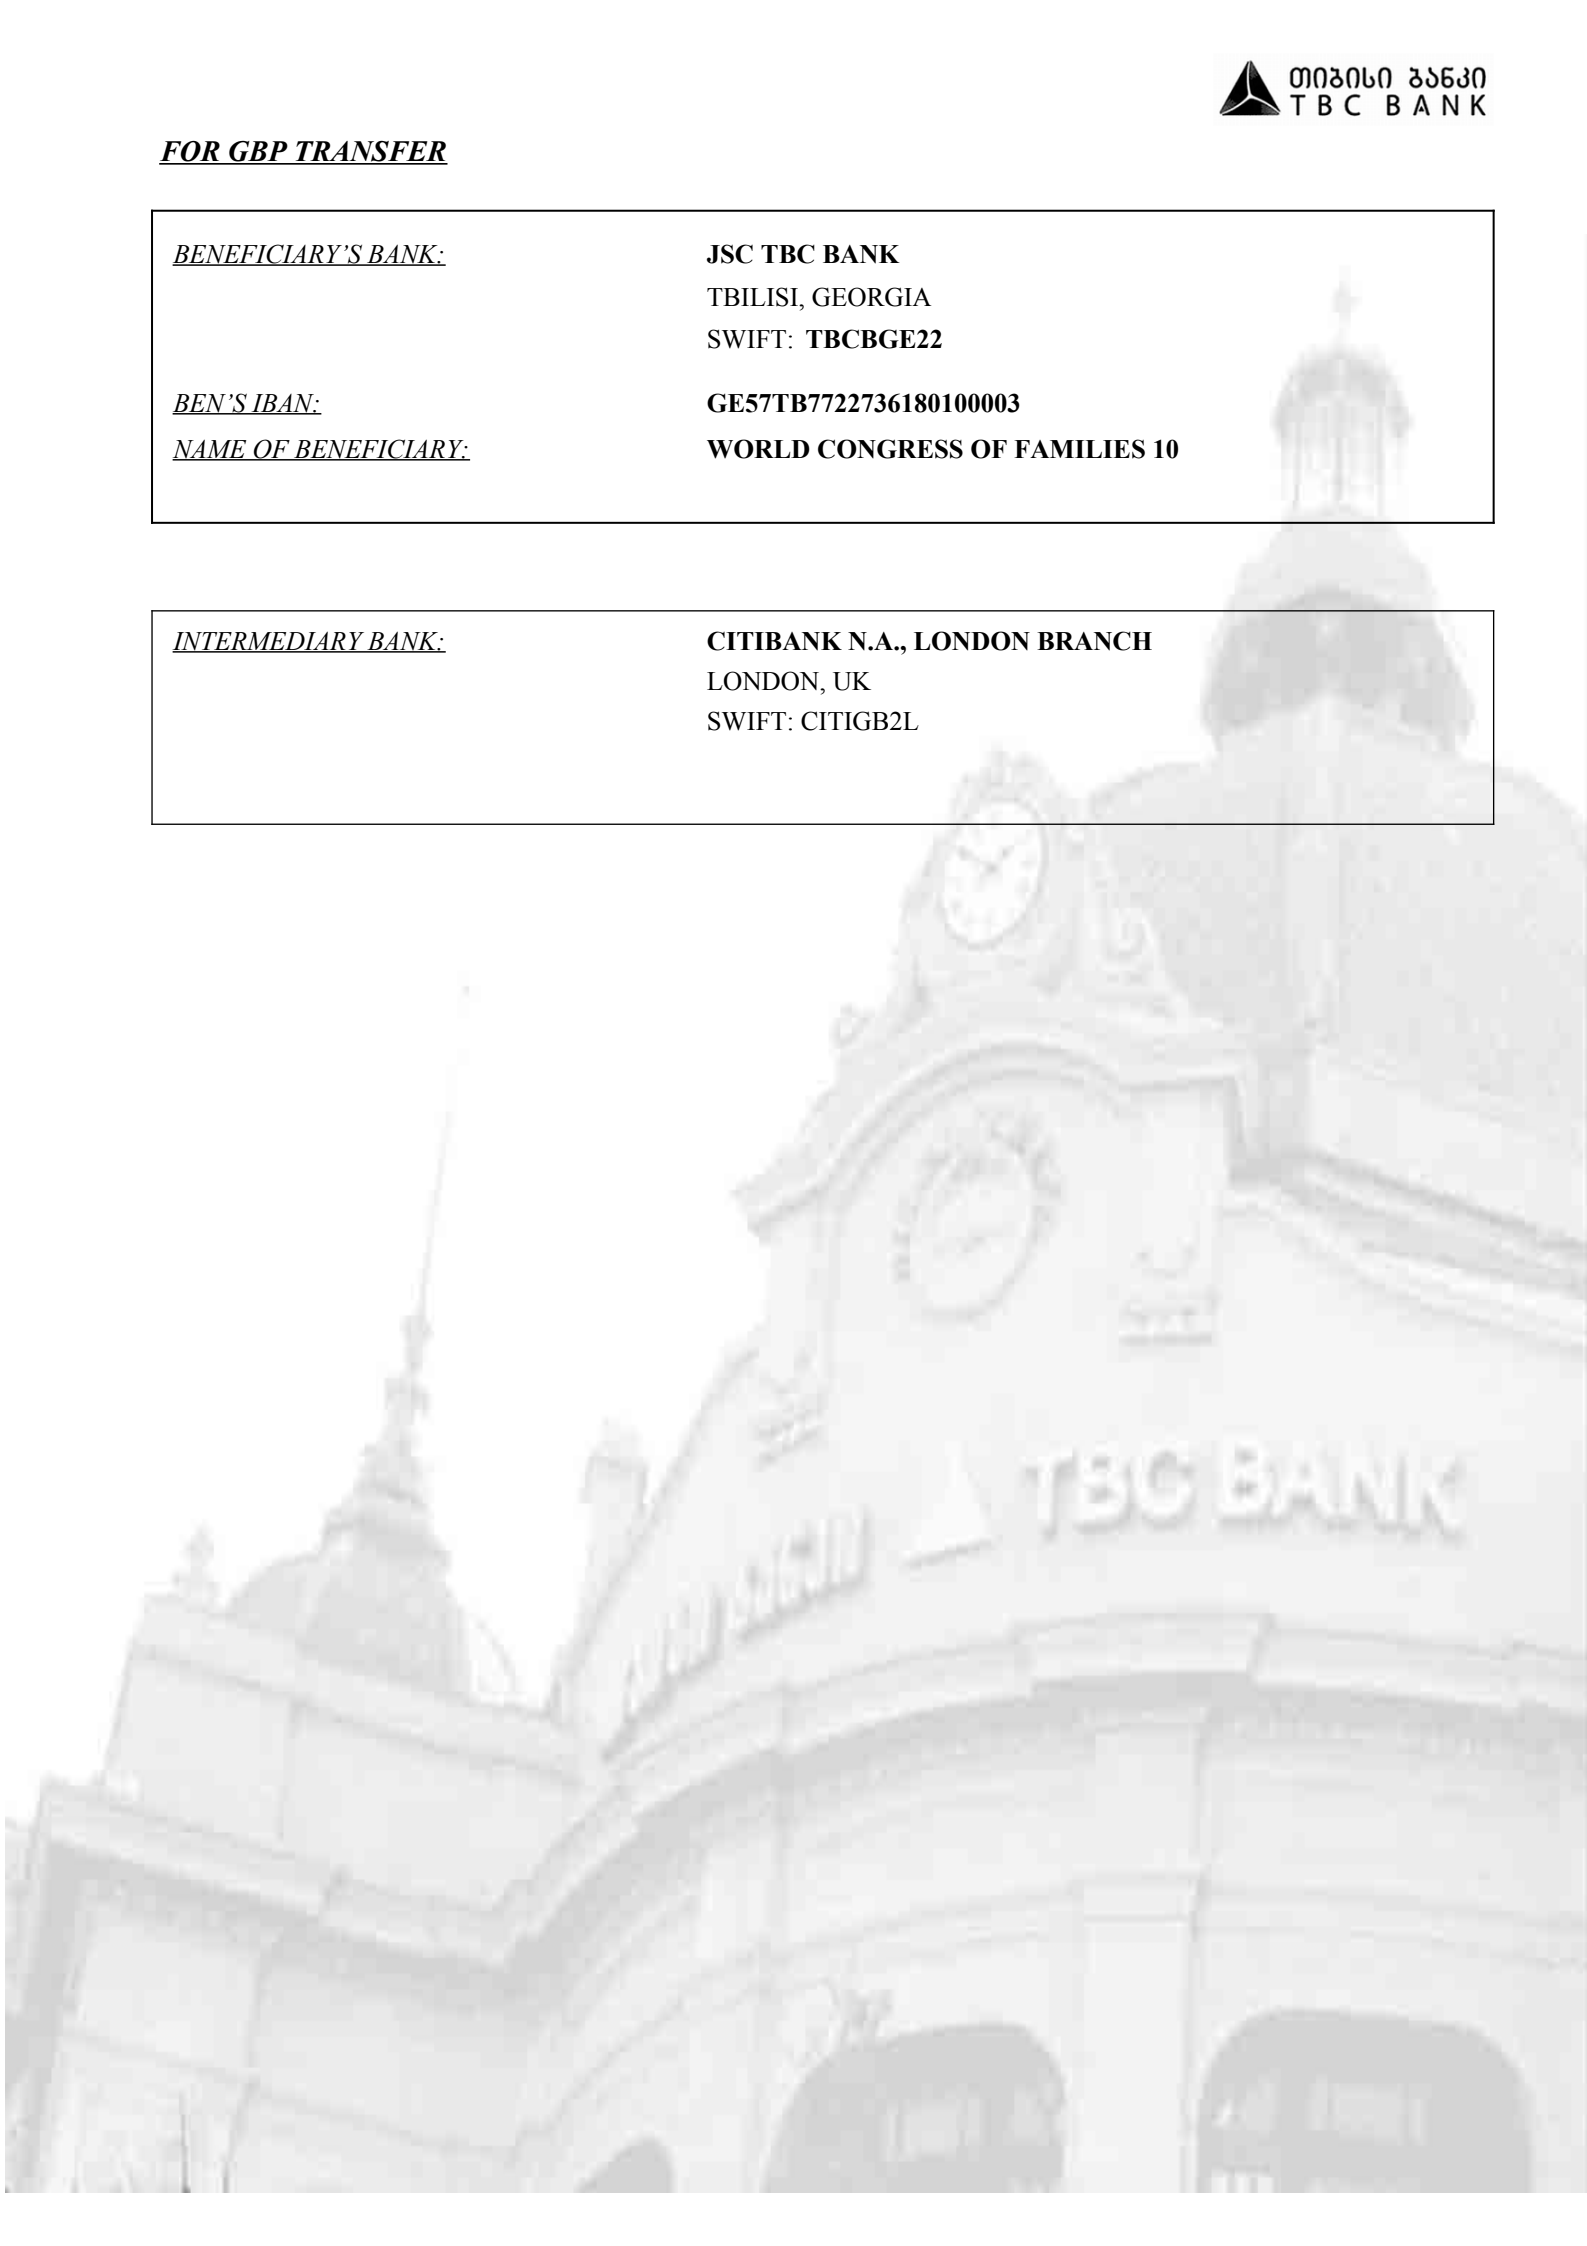 თიბისი ბანკი
TBC BANK
FOR GBP TRANSFER
BENEFICIARY’S BANK: JSC TBC BANK
TBILISI, GEORGIA
SWIFT: TBCBGE22
BEN’S IBAN: GE57TB7722736180100003
NAME OF BENEFICIARY: WORLD CONGRESS OF FAMILIES 10
INTERMEDIARY BANK: CITIBANK N.A., LONDON BRANCH
LONDON, UK
SWIFT: CITIGB2L
TBC BANK